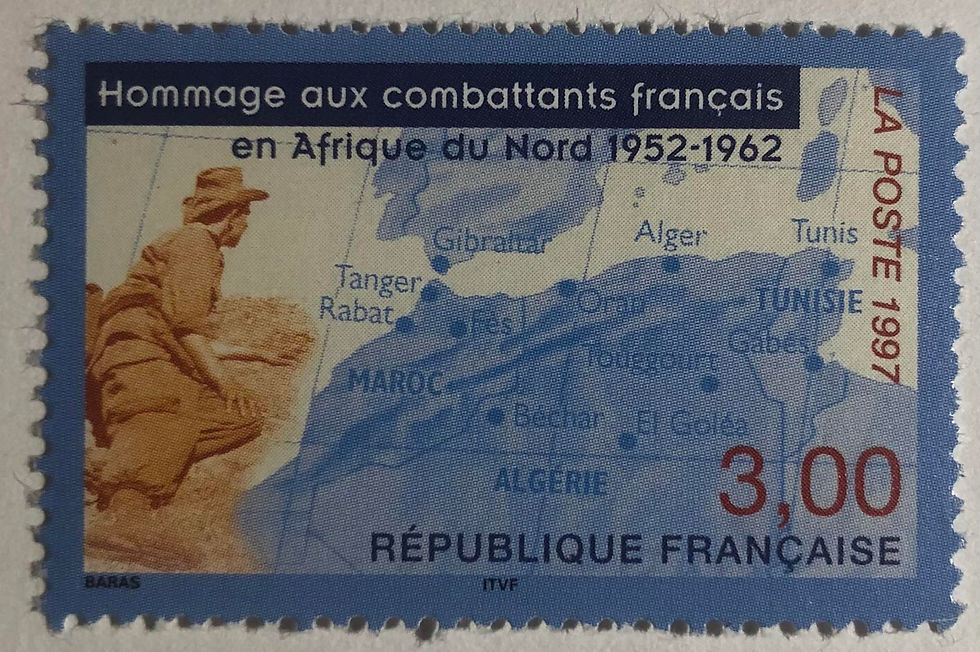 Hommage aux combattants français
en Afrique du Nord 1952-1962
LA POSTE 1997
Gibraltar
Alger
Tunis
Tanger
Rabat
Fès
Oran
TUNISIE
Gabès
Touggourt
MAROC
Bechar
El Goléa
ALGÉRIE
3,00
RÉPUBLIQUE FRANÇAISE
BARAS
ITVF